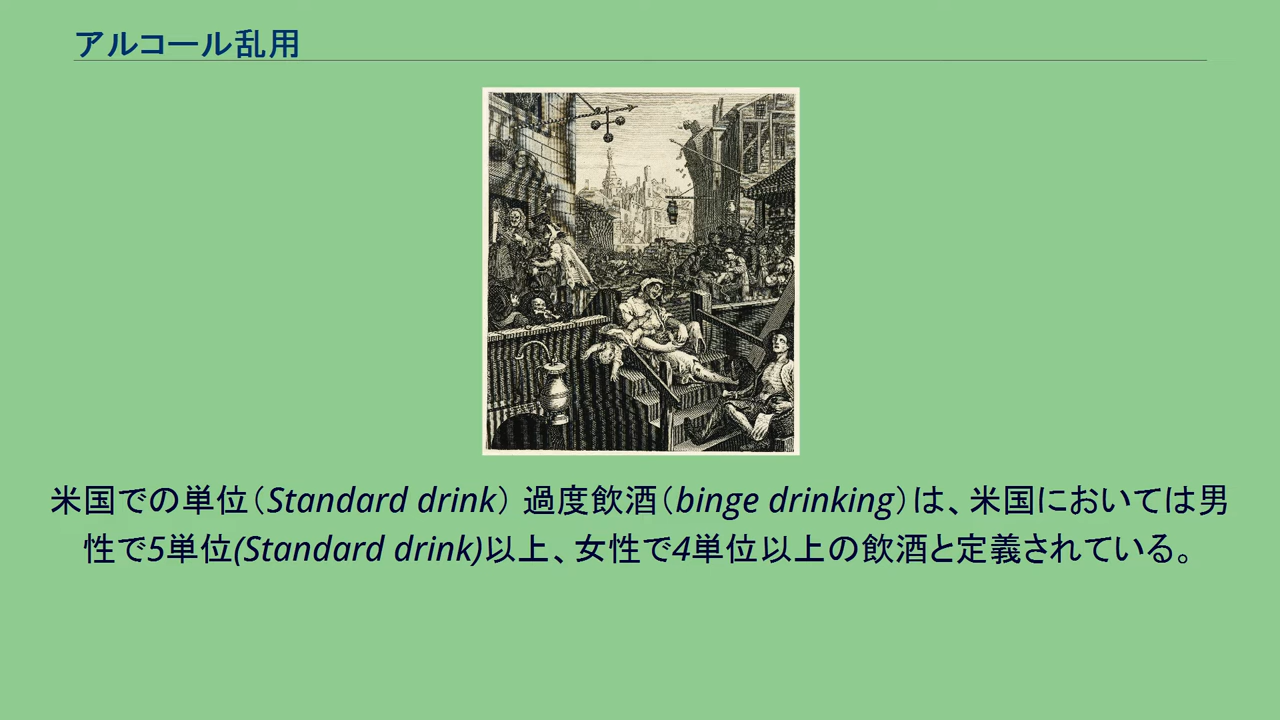 アルコール乱用
米国での単位（Standard drink） 過度飲酒（binge drinking）は、米国においては男
性で5単位(Standard drink)以上、女性で4単位以上の飲酒と定義されている。